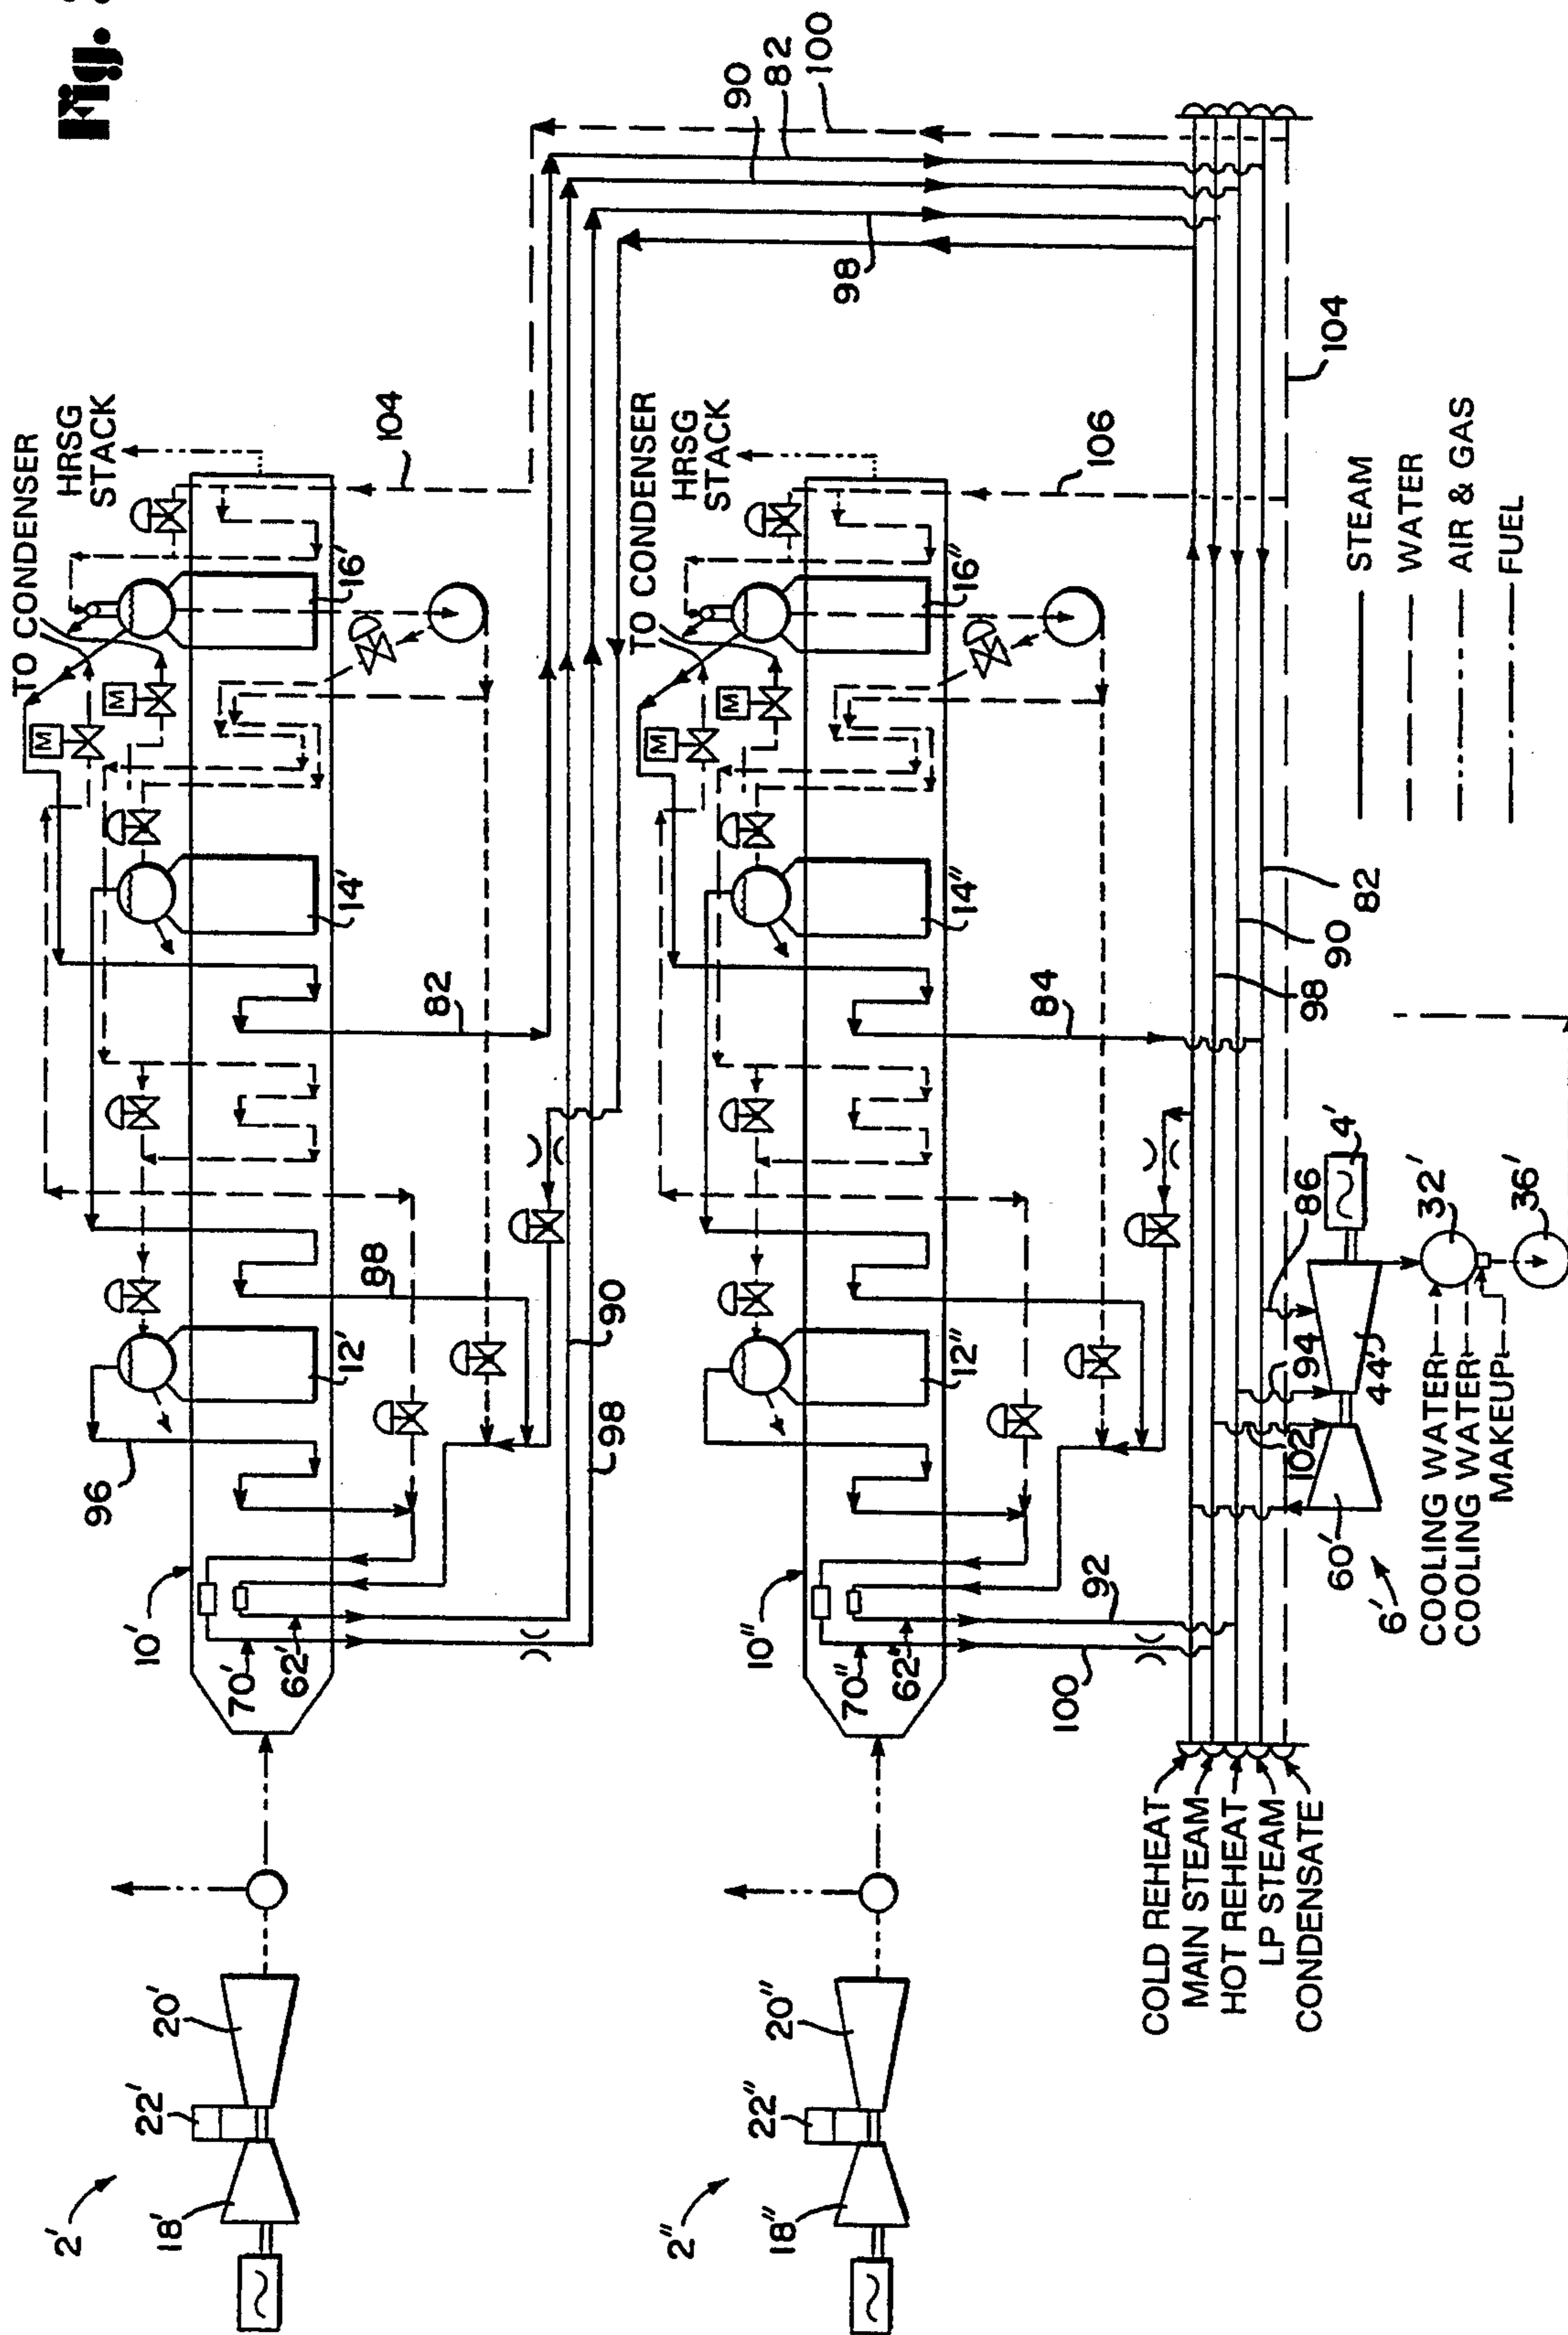 Fig.
TO CONDENSER
HRSG
STACK
16'
104
14'
82
12'
88
96
90
98
10'
70'
62'
20'
22'
18'
2'
90
82
100
98
TO CONDENSER
HRSG
STACK
16"
106
14"
84
12"
92
100
10"
70"
62"
20"
22"
18"
2"
M
M
M
M
104
82
90
98
COLD REHEAT
MAIN STEAM
HOT REHEAT
LP STEAM
CONDENSATE
60'
6'
102
94
44'
86
4'
32'
36'
COOLING WATER
COOLING WATER
MAKEUP
STEAM
WATER
AIR & GAS
FUEL